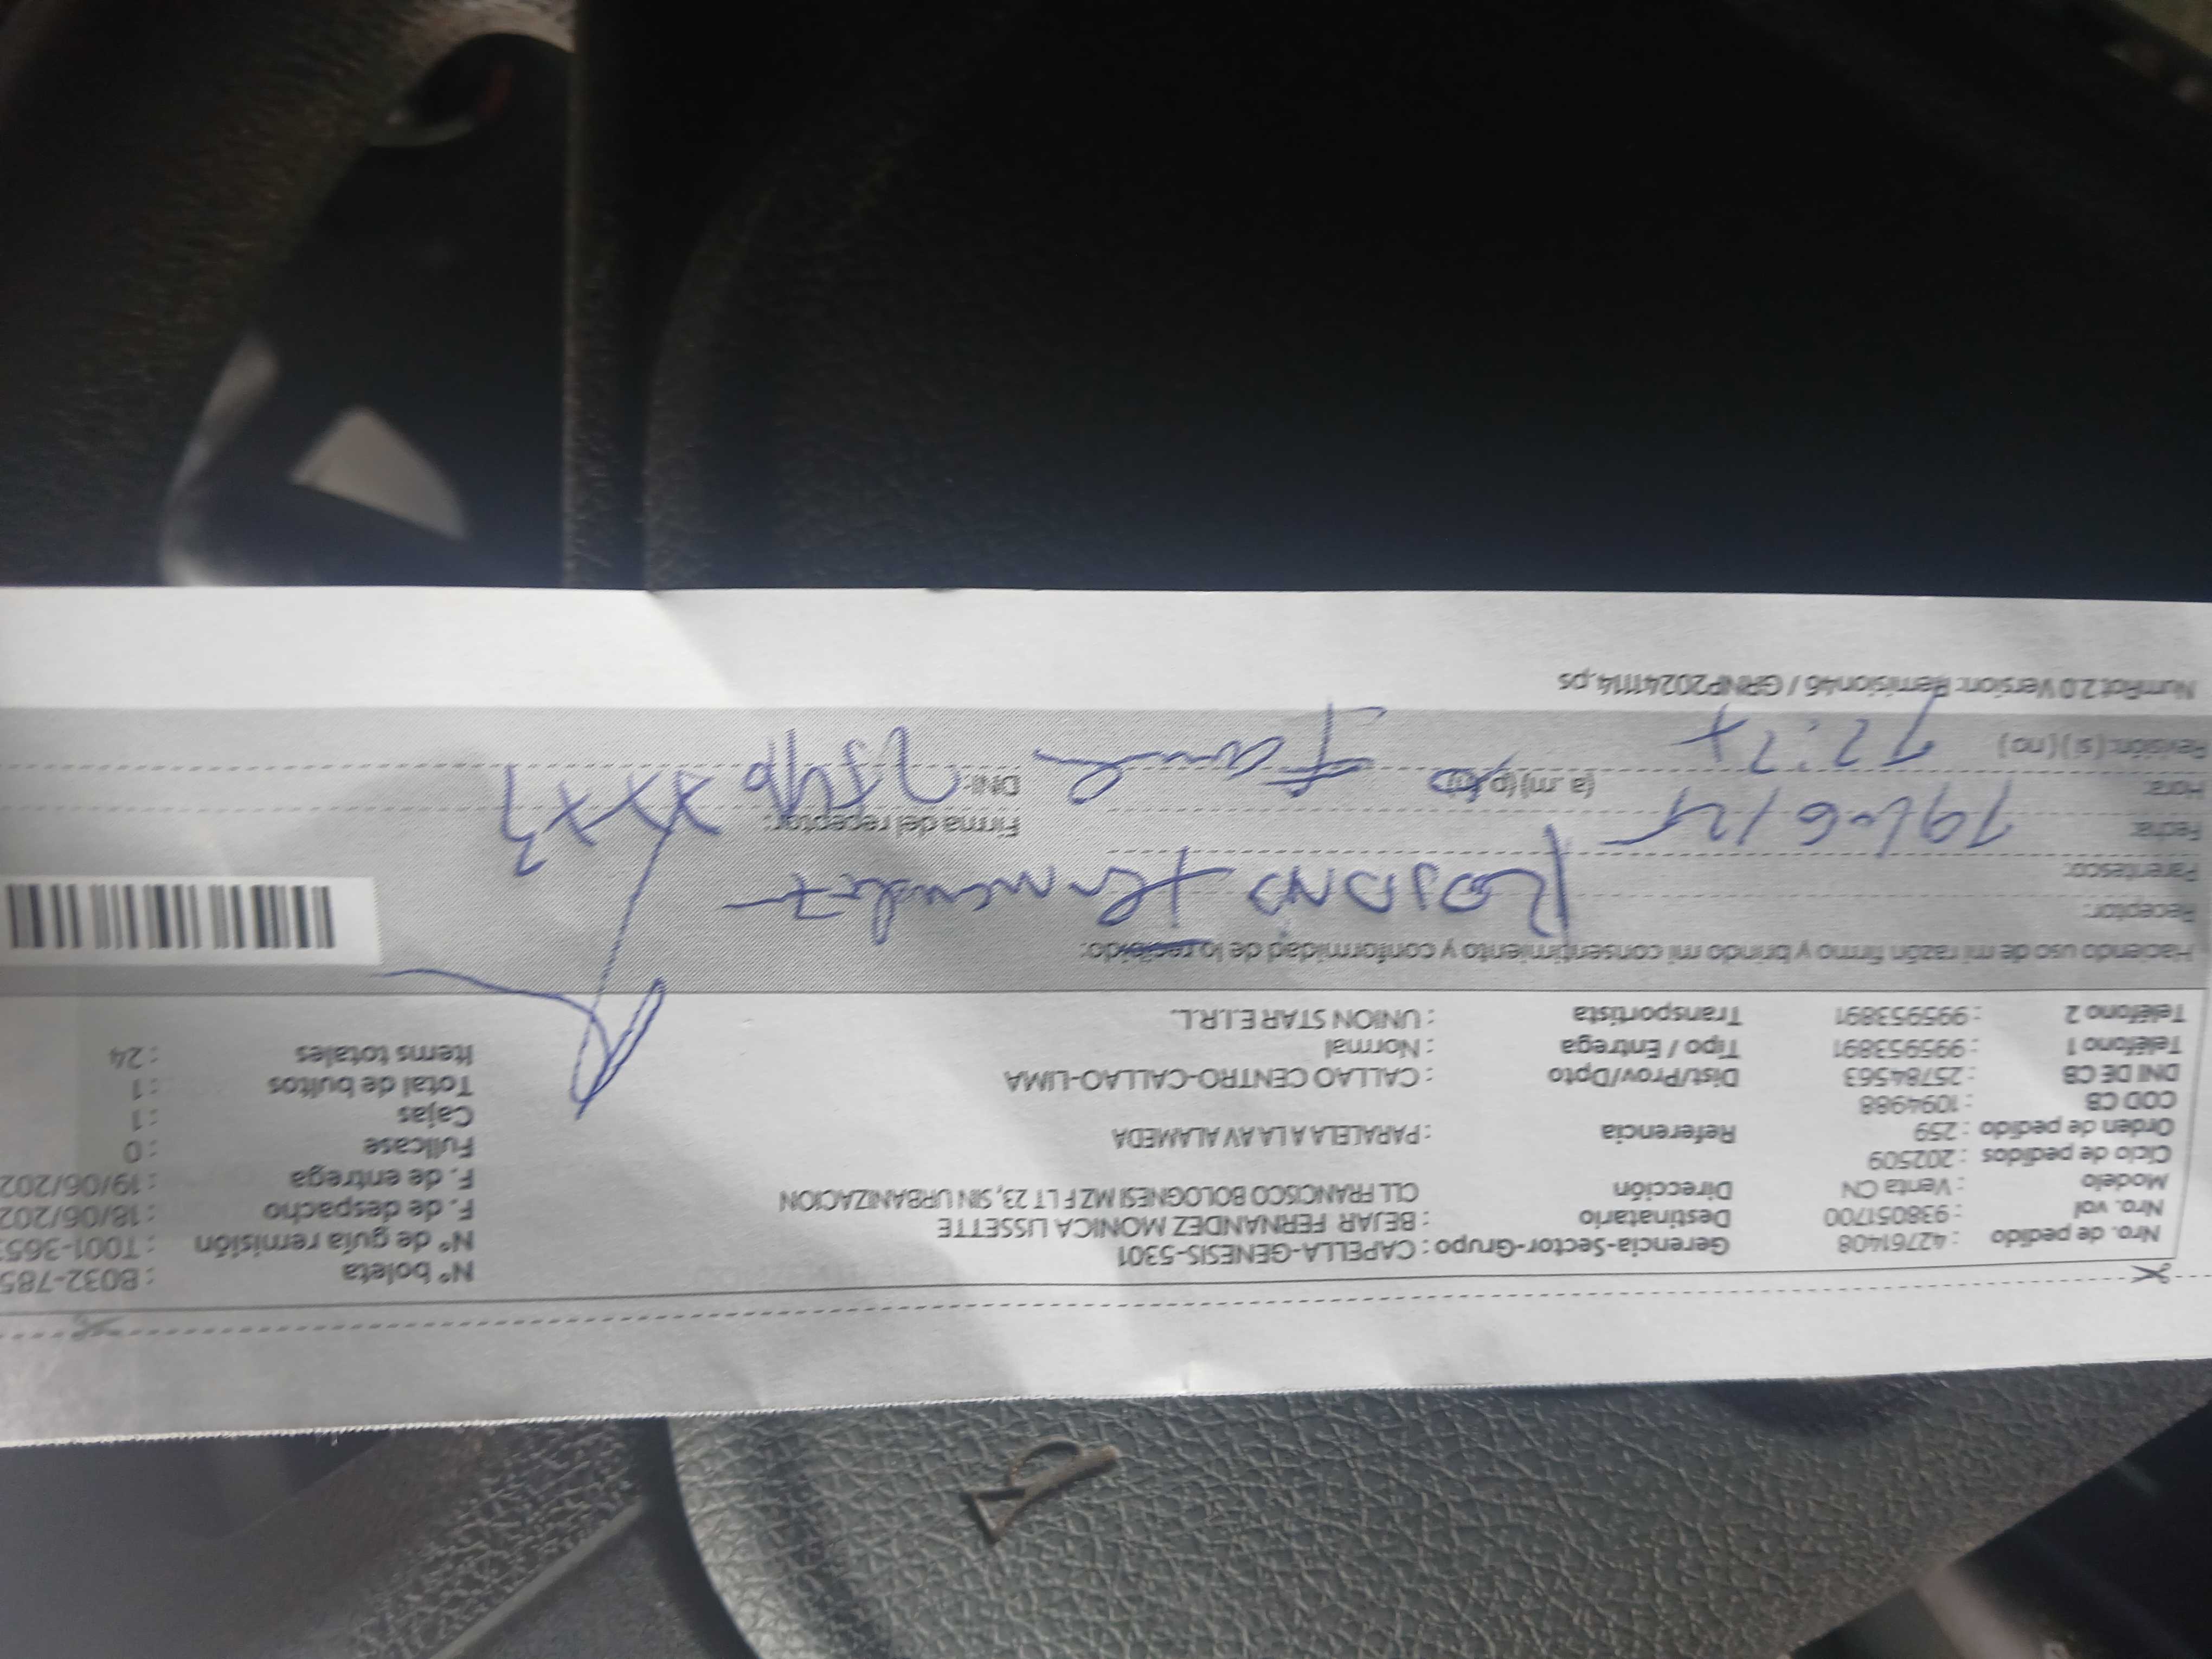 Nro. de pedido : 42761408 Gerencia-Sector-Grupo : CAPELLA-GENESIS-5301 N° boleta : B032-785
Nro. vol : 938051700 Destinatario : BEJAR FERNANDEZ MONICA LISSETTE N° de guía remisión : T001-365
Modelo : Venta CN Dirección CLL FRANCISCO BOLOGNESI MZ F LT 23, SIN URBANIZACION F. de despacho : 18/06/202
Ciclo de pedidos : 202509 F. de entrega : 19/06/202
Orden de pedido : 259 Referencia : PARALELA A LA AV ALAMEDA Fullcase : 0
COD CB : 1094988 Cajas : 1
DNI DE CB : 25784563 Dist/Prov/Dpto : CALLAO CENTRO-CALLAO-LIMA Total de bultos : 1
Teléfono 1 : 995953891 Tipo / Entrega : Normal Items totales : 24
Teléfono 2 : 995953891 Transportista : UNION STAR E.I.R.L.
Haciendo uso de mi razón firmo y brindo mi consentimiento y conformidad de lo recibido:
Receptor:
Parentesco:
Fecha: Firma del receptor:
Hora: (a.m)(p.m) DNI:
Revisión: (si) (no)
NumRot 2.0 Version: Remision46 / GRNP20241114.ps